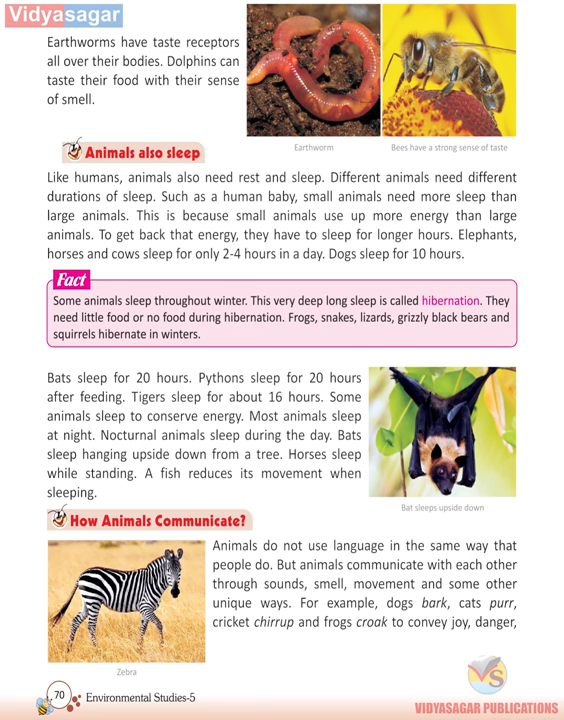 Vidyasagar
Earthworms have taste receptors
all over their bodies. Dolphins can
taste their food with their sense
of smell.
Earthworm
Bees have a strong sense of taste
Animals also sleep
Like humans, animals also need rest and sleep. Different animals need different
durations of sleep. Such as a human baby, small animals need more sleep than
large animals. This is because small animals use up more energy than large
animals. To get back that energy, they have to sleep for longer hours. Elephants,
horses and cows sleep for only 2-4 hours in a day. Dogs sleep for 10 hours.
Fact
Some animals sleep throughout winter. This very deep long sleep is called hibernation. They
need little food or no food during hibernation. Frogs, snakes, lizards, grizzly black bears and
squirrels hibernate in winters.
Bats sleep for 20 hours. Pythons sleep for 20 hours
after feeding. Tigers sleep for about 16 hours. Some
animals sleep to conserve energy. Most animals sleep
at night. Nocturnal animals sleep during the day. Bats
sleep hanging upside down from a tree. Horses sleep
while standing. A fish reduces its movement when
sleeping.
Bat sleeps upside down
How Animals Communicate?
Animals do not use language in the same way that
people do. But animals communicate with each other
through sounds, smell, movement and some other
unique ways. For example, dogs bark, cats purr,
cricket chirrup and frogs croak to convey joy, danger,
Zebra
70
Environmental Studies-5
VS
VIDYASAGAR PUBLICATIONS